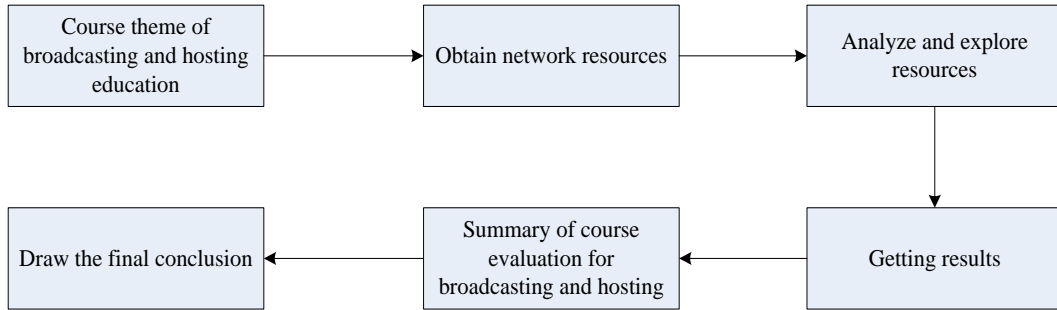 Course theme of
broadcasting and hosting
education
Obtain network resources
Analyze and explore
resources
Draw the final conclusion
Summary of course
evaluation for
broadcasting and hosting
Getting results